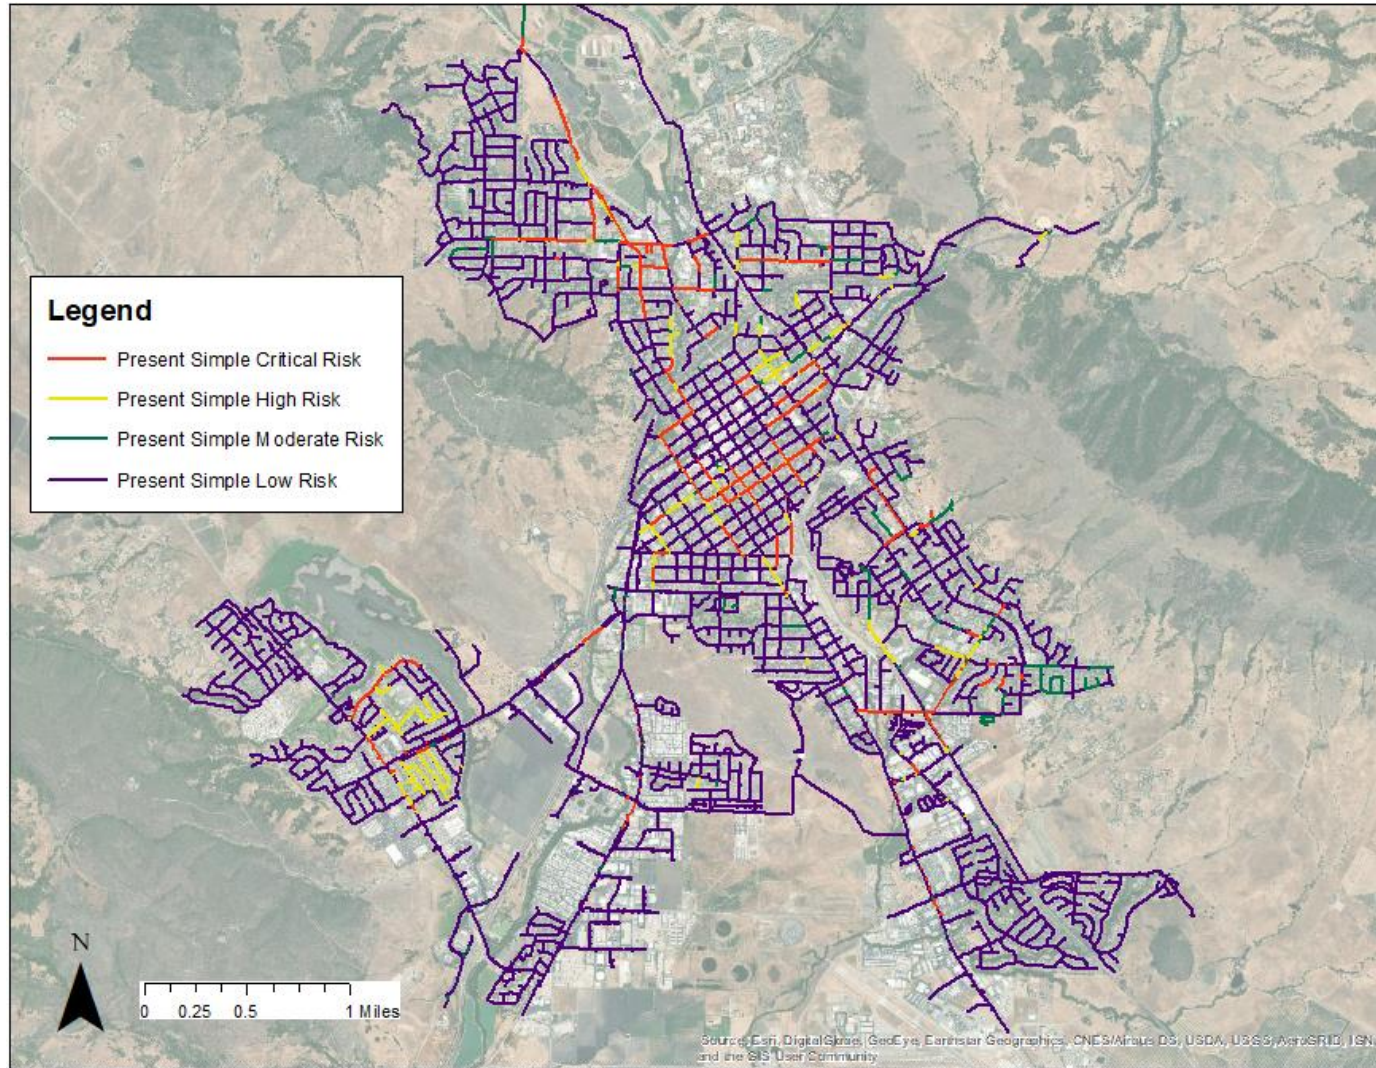 Legend
Present Simple Critical Risk
Present Simple High Risk
Present Simple Moderate Risk
Present Simple Low Risk
N
0 0.25 0.5 1 Miles
Source: Esri, DigitalGlobe, GeoEye, Earthstar Geographics, CNES/Airbus DS, USDA, USGS, AeroGRID, IGN,
and the GIS User Community